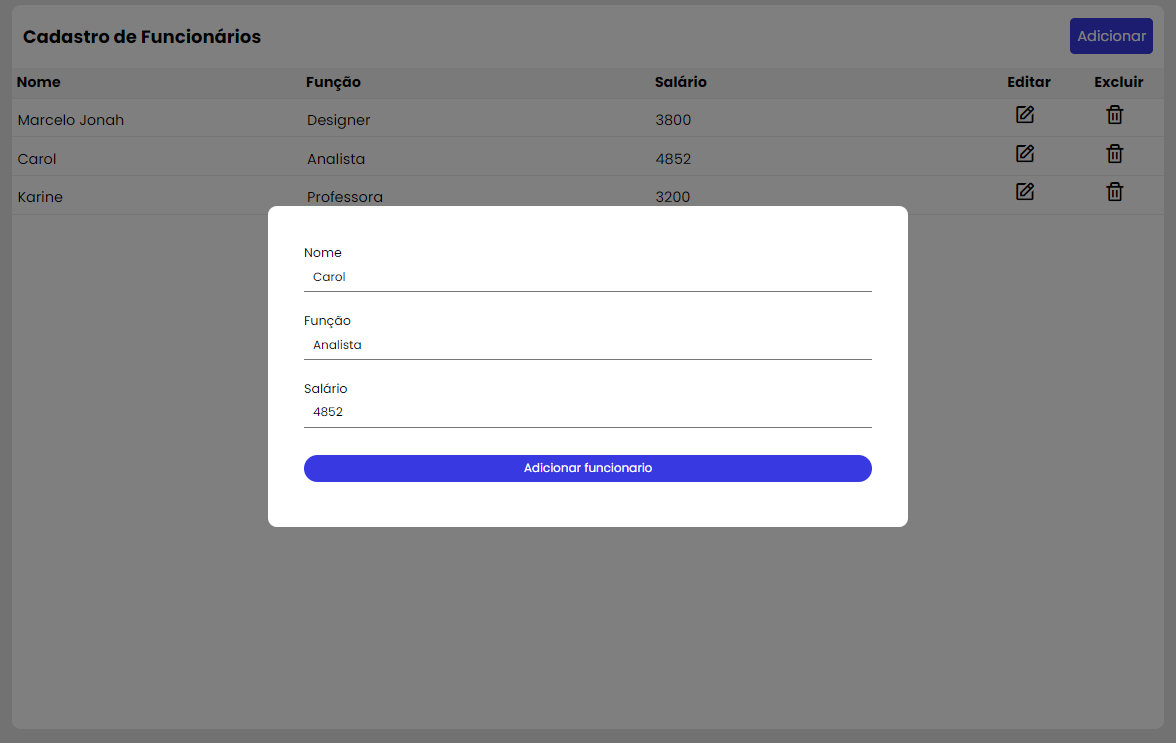 Cadastro de Funcionários
Adicionar
Nome Função Salário Editar Excluir
Marcelo Jonah Designer 3800
Carol Analista 4852
Karine Professora 3200
Nome
Carol
Função
Analista
Salário
4852
Adicionar funcionario